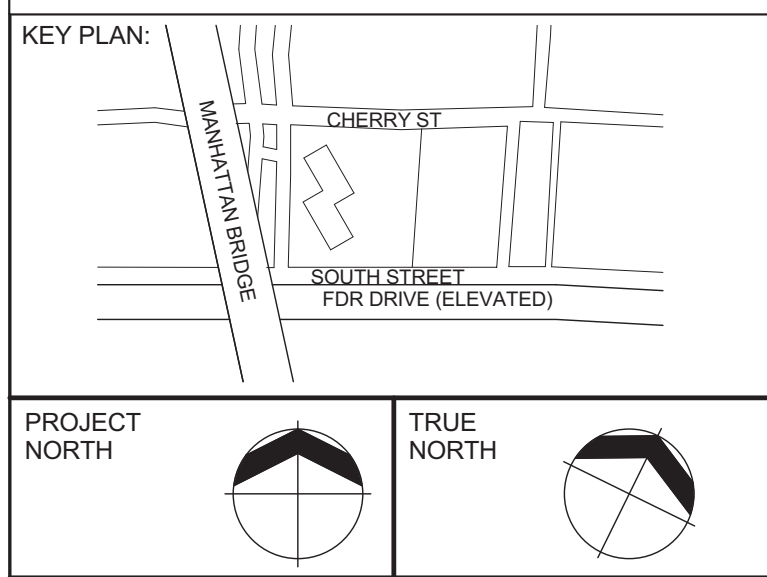 KEY PLAN:
CHERRY ST
MANHATTAN BRIDGE
SOUTH STREET
FDR DRIVE (ELEVATED)
PROJECT
NORTH
TRUE
NORTH